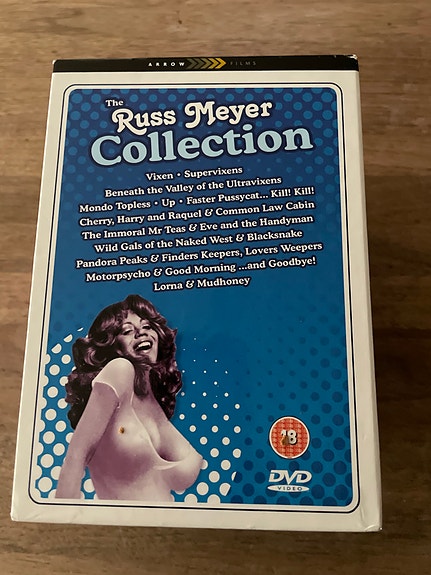 ARROW FILMS
The
Russ Meyer
Collection
Vixen • Supervixens
Beneath the Valley of the Ultravixens
Mondo Topless • Up • Faster Pussycat... Kill! Kill!
Cherry, Harry and Raquel & Common Law Cabin
The Immoral Mr Teas & Eve and the Handyman
Wild Gals of the Naked West & Blacksnake
Pandora Peaks & Finders Keepers, Lovers Weepers
Motorpsycho & Good Morning ...and Goodbye!
Lorna & Mudhoney
18
DVD
VIDEO